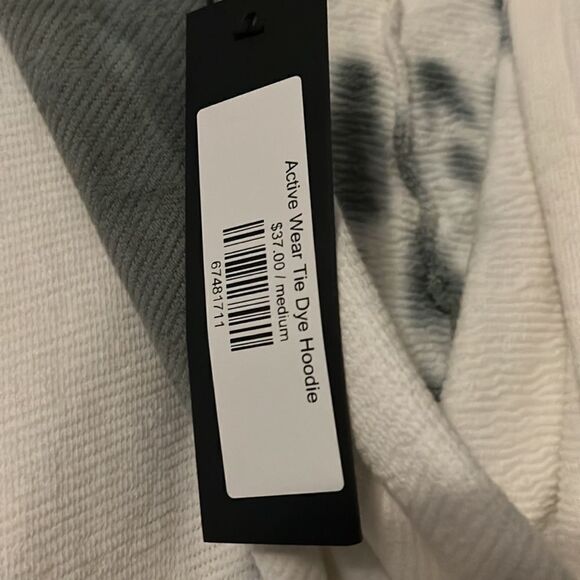 Active Wear Tie Dye Hoodie
$37.00 / medium
67481711